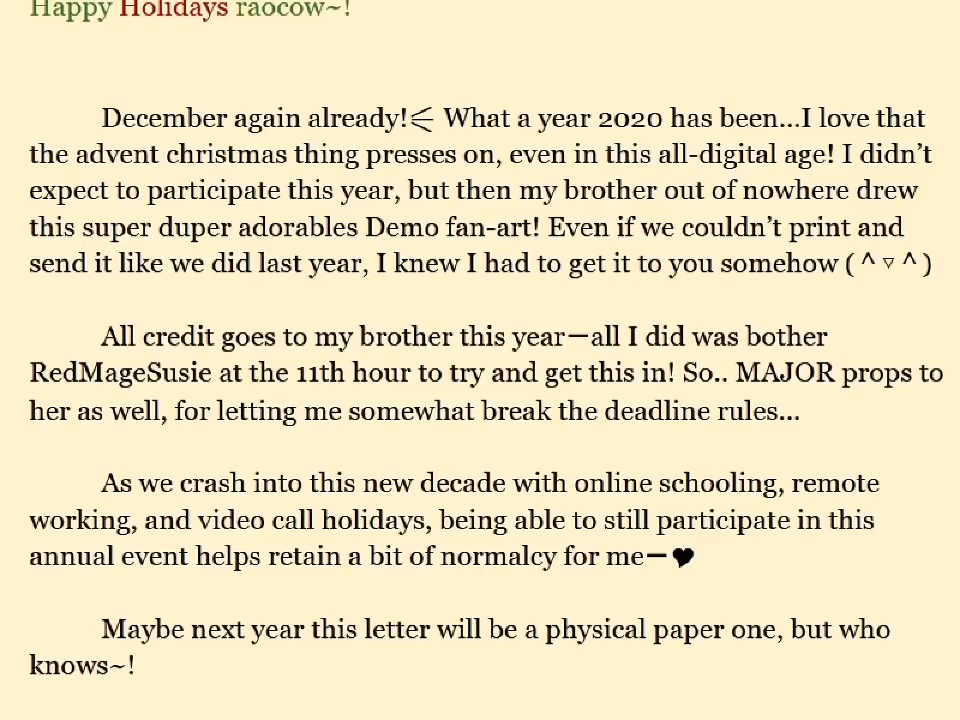 Happy Holidays raocow~!
December again already!⋲ What a year 2020 has been...I love that
the advent christmas thing presses on, even in this all-digital age! I didn't
expect to participate this year, but then my brother out of nowhere drew
this super duper adorables Demo fan-art! Even if we couldn't print and
send it like we did last year, I knew I had to get it to you somehow ( ^ ▿ ^ )
All credit goes to my brother this year—all I did was bother
RedMageSusie at the 11th hour to try and get this in! So.. MAJOR props to
her as well, for letting me somewhat break the deadline rules...
As we crash into this new decade with online schooling, remote
working, and video call holidays, being able to still participate in this
annual event helps retain a bit of normalcy for me—❥
Maybe next year this letter will be a physical paper one, but who
knows~!